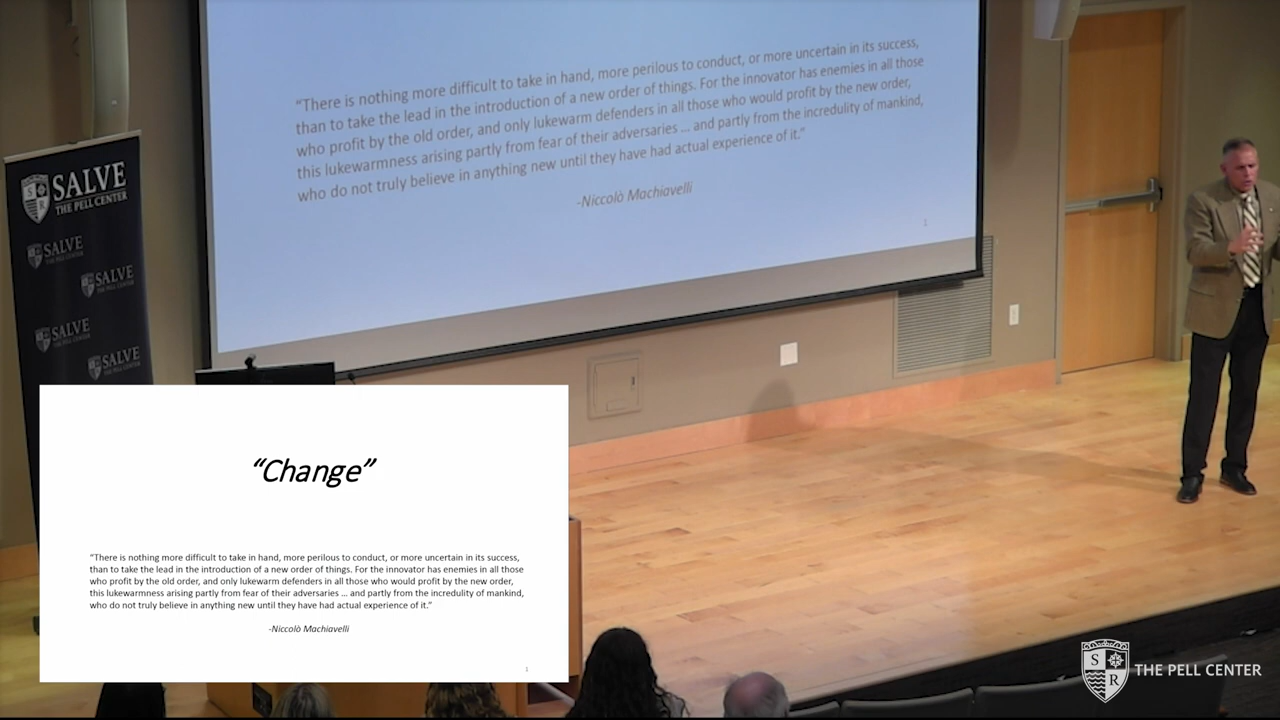 “There is nothing more difficult to take in hand, more perilous to conduct, or more uncertain in its success,
than to take the lead in the introduction of a new order of things. For the innovator has enemies in all those
who profit by the old order, and only lukewarm defenders in all those who would profit by the new order,
this lukewarmness arising partly from fear of their adversaries ... and partly from the incredulity of mankind,
who do not truly believe in anything new until they have had actual experience of it.”
-Niccolò Machiavelli
1
S
R
SALVE
THE PELL CENTER
SALVE
THE PELL CENTER
SALVE
THE PELL CENTER
SALVE
THE PELL CENTER
SALVE
THE PELL CENTER
“Change”
“There is nothing more difficult to take in hand, more perilous to conduct, or more uncertain in its success,
than to take the lead in the introduction of a new order of things. For the innovator has enemies in all those
who profit by the old order, and only lukewarm defenders in all those who would profit by the new order,
this lukewarmness arising partly from fear of their adversaries ... and partly from the incredulity of mankind,
who do not truly believe in anything new until they have had actual experience of it.”
-Niccolò Machiavelli
1
S
R
THE PELL CENTER